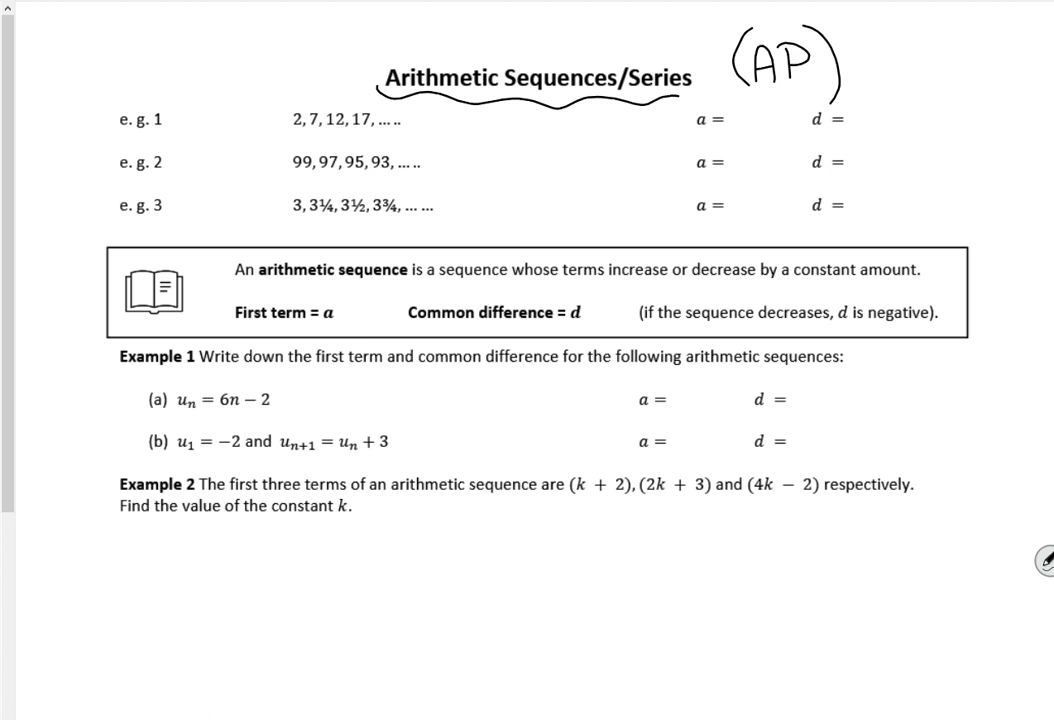 (AP)
Arithmetic Sequences/Series
e. g. 1 2, 7, 12, 17, ..... a = d =
e. g. 2 99, 97, 95, 93, ..... a = d =
e. g. 3 3, 3¼, 3½, 3¾, ... ... a = d =
An arithmetic sequence is a sequence whose terms increase or decrease by a constant amount.
First term = a Common difference = d (if the sequence decreases, d is negative).
Example 1 Write down the first term and common difference for the following arithmetic sequences:
(a) uₙ = 6n − 2 a = d =
(b) u₁ = −2 and uₙ₊₁ = uₙ + 3 a = d =
Example 2 The first three terms of an arithmetic sequence are (k + 2), (2k + 3) and (4k − 2) respectively.
Find the value of the constant k.